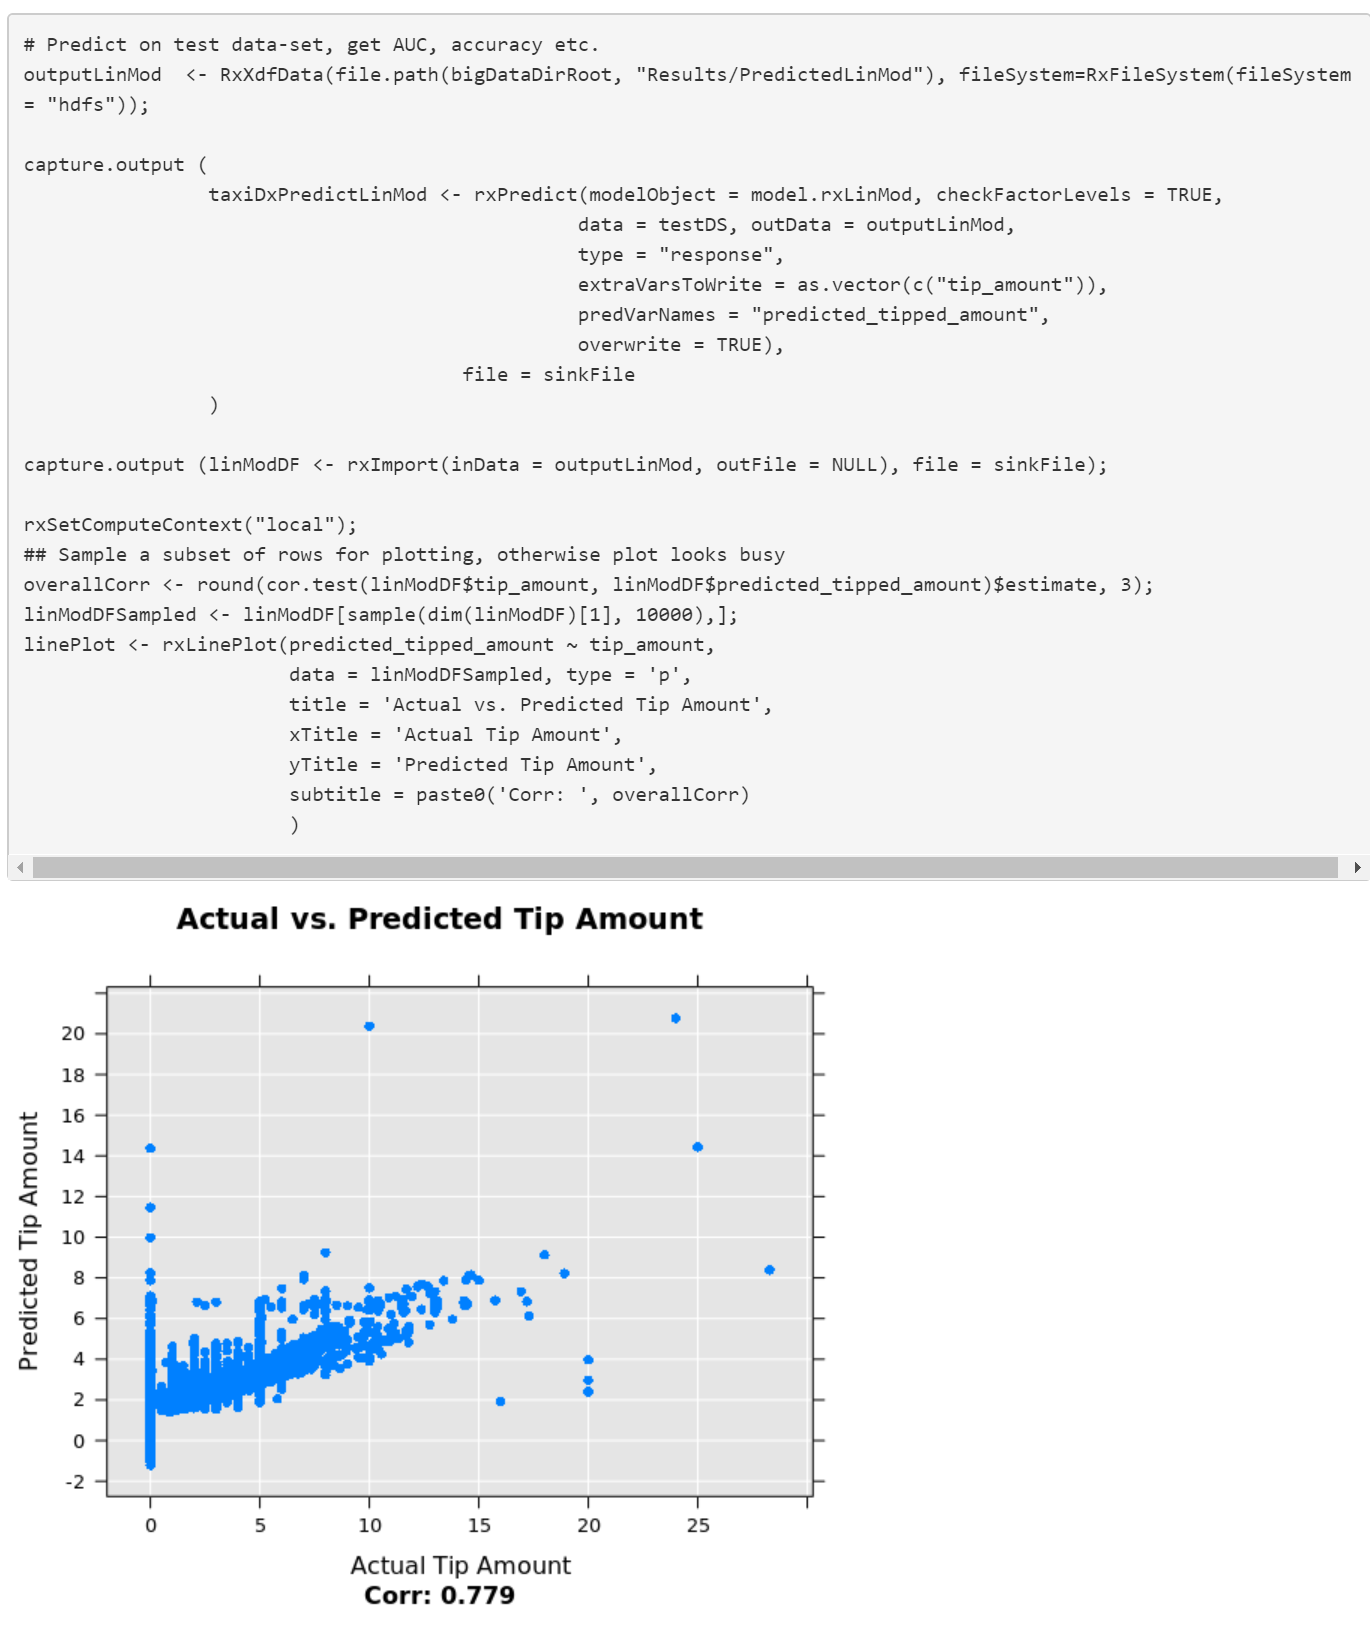 # Predict on test data-set, get AUC, accuracy etc.
outputLinMod  <- RxXdfData(file.path(bigDataDirRoot, "Results/PredictedLinMod"), fileSystem=RxFileSystem(fileSystem
= "hdfs"));
capture.output (
taxiDxPredictLinMod <- rxPredict(modelObject = model.rxLinMod, checkFactorLevels = TRUE,
data = testDS, outData = outputLinMod,
type = "response",
extraVarsToWrite = as.vector(c("tip_amount")),
predVarNames = "predicted_tipped_amount",
overwrite = TRUE),
file = sinkFile
)
capture.output (linModDF <- rxImport(inData = outputLinMod, outFile = NULL), file = sinkFile);
rxSetComputeContext("local");
## Sample a subset of rows for plotting, otherwise plot looks busy
overallCorr <- round(cor.test(linModDF$tip_amount, linModDF$predicted_tipped_amount)$estimate, 3);
linModDFSampled <- linModDF[sample(dim(linModDF)[1], 10000),];
linePlot <- rxLinePlot(predicted_tipped_amount ~ tip_amount,
data = linModDFSampled, type = 'p',
title = 'Actual vs. Predicted Tip Amount',
xTitle = 'Actual Tip Amount',
yTitle = 'Predicted Tip Amount',
subtitle = paste0('Corr: ', overallCorr)
)
Actual vs. Predicted Tip Amount
Predicted Tip Amount
20
18
16
14
12
10
8
6
4
2
0
-2
0 5 10 15 20 25
Actual Tip Amount
Corr: 0.779